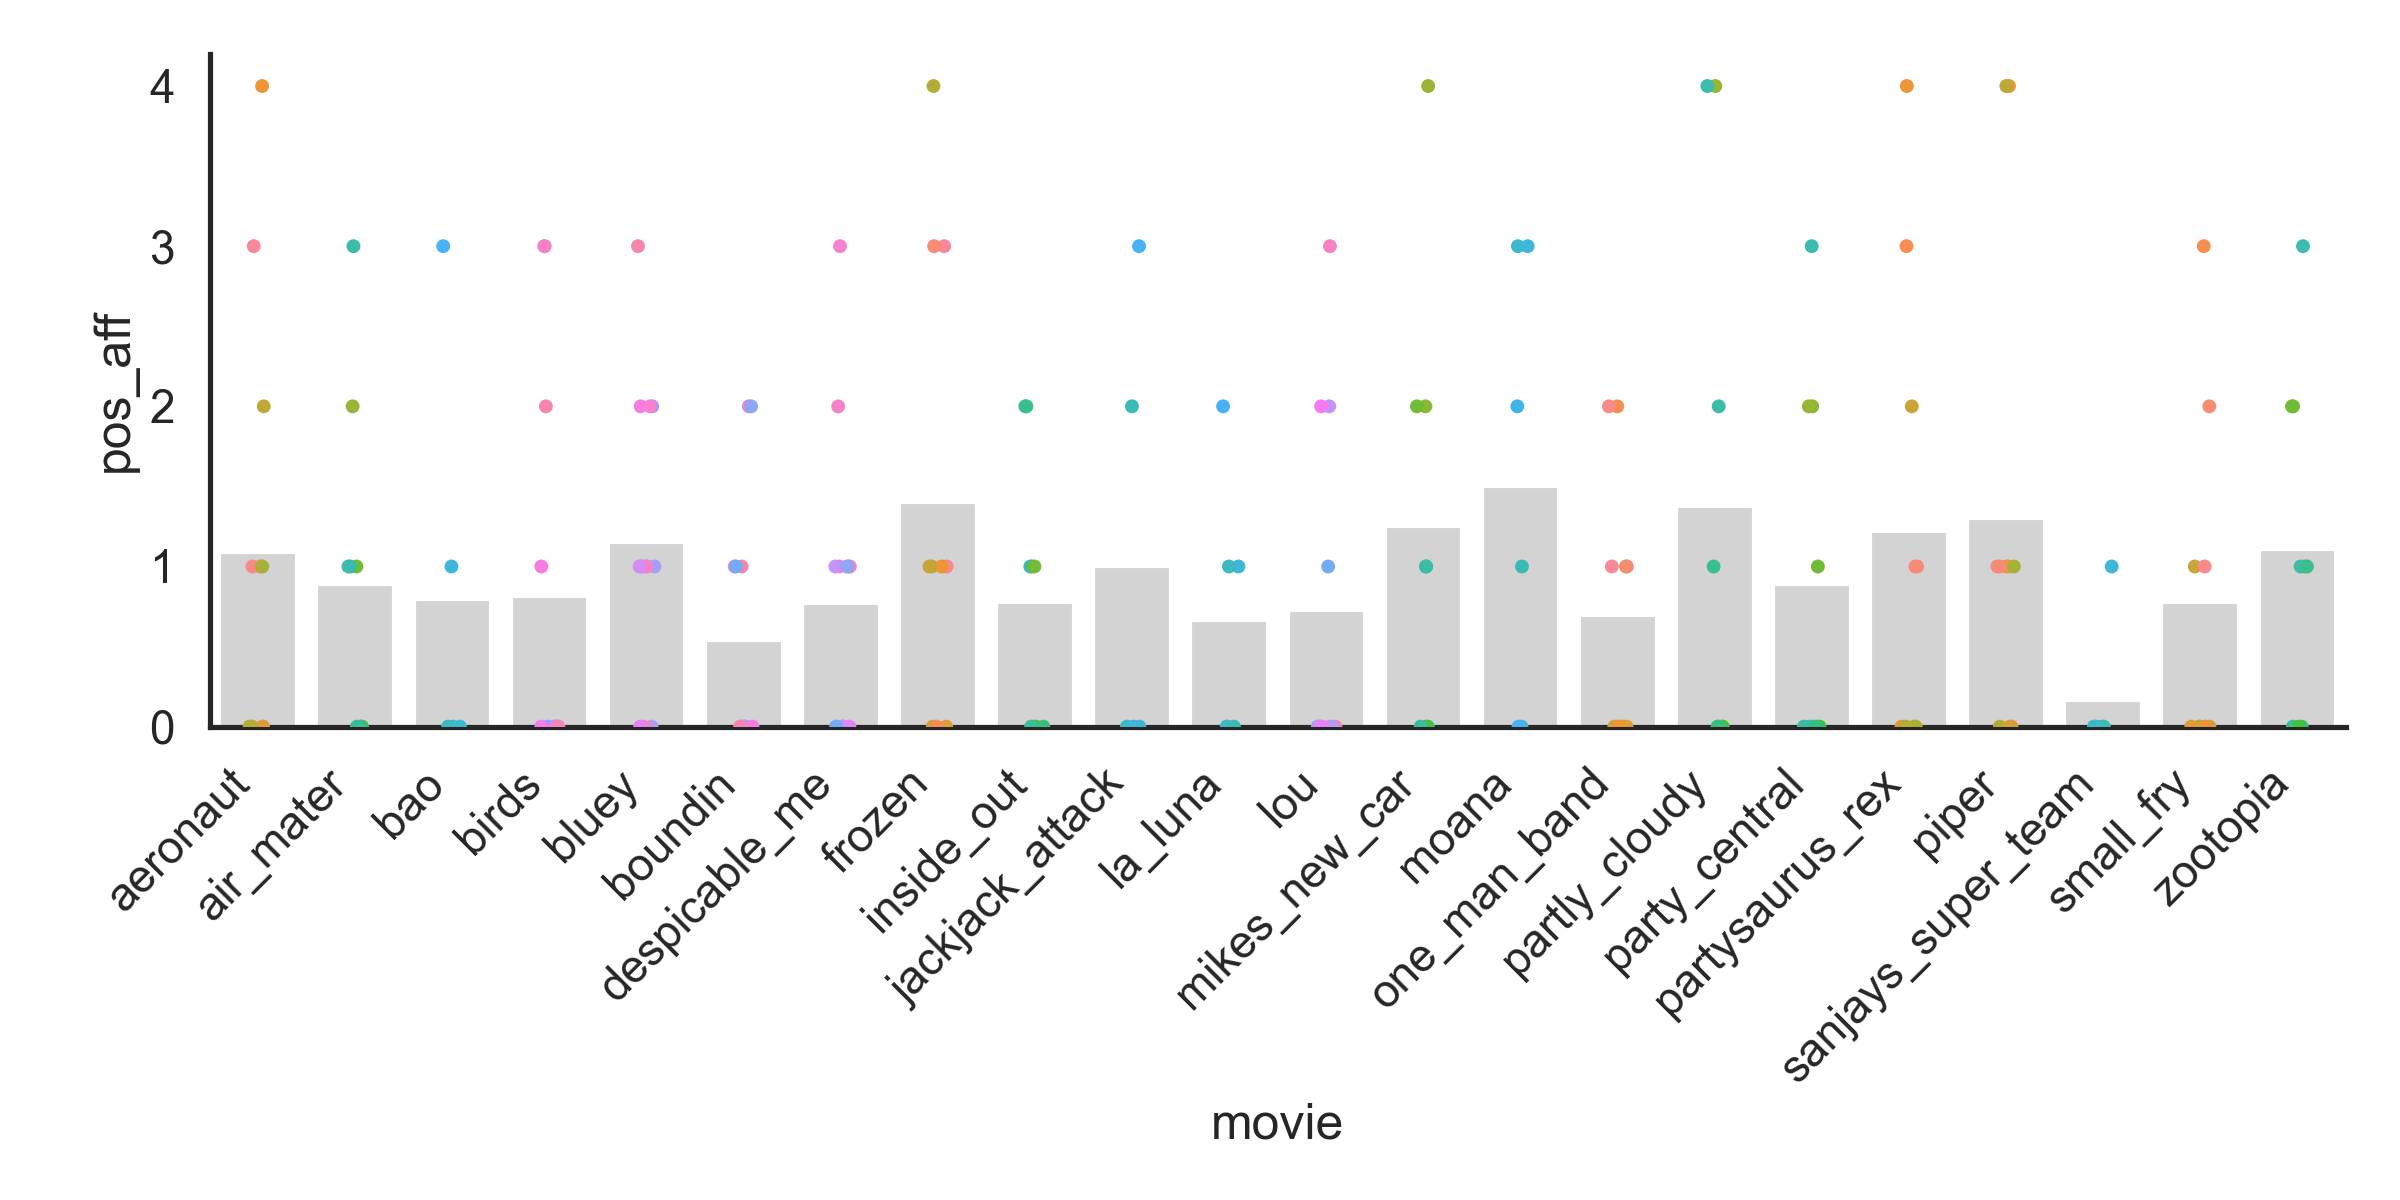 4
3
2
1
0
pos_aff
aeronaut
air_mater
bao
birds
bluey
boundin
despicable_me
frozen
inside_out
jackjack_attack
la_luna
lou
mikes_new_car
moana
one_man_band
partly_cloudy
party_central
partysaurus_rex
piper
sanjays_super_team
small_fry
zootopia
movie